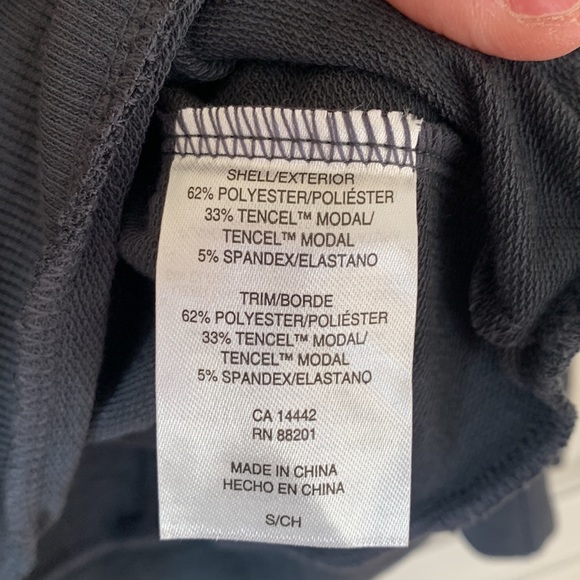 SHELL/EXTERIOR
62% POLYESTER/POLIÉSTER
33% TENCEL™ MODAL/
TENCEL™ MODAL
5% SPANDEX/ELASTANO
TRIM/BORDE
62% POLYESTER/POLIÉSTER
33% TENCEL™ MODAL/
TENCEL™ MODAL
5% SPANDEX/ELASTANO
CA 14442
RN 88201
MADE IN CHINA
HECHO EN CHINA
S/CH